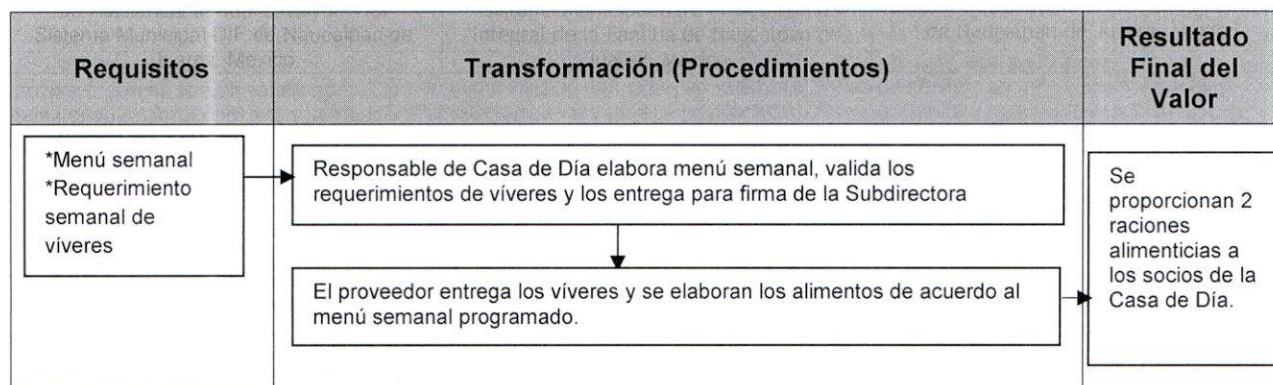 Requisitos
Transformación (Procedimientos)
Resultado
Final del
Valor
*Menú semanal
*Requerimiento
semanal de
víveres
Responsable de Casa de Día elabora menú semanal, valida los
requerimientos de víveres y los entrega para firma de la Subdirectora
El proveedor entrega los víveres y se elaboran los alimentos de acuerdo al
menú semanal programado.
Se
proporcionan 2
raciones
alimenticias a
los socios de la
Casa de Día.